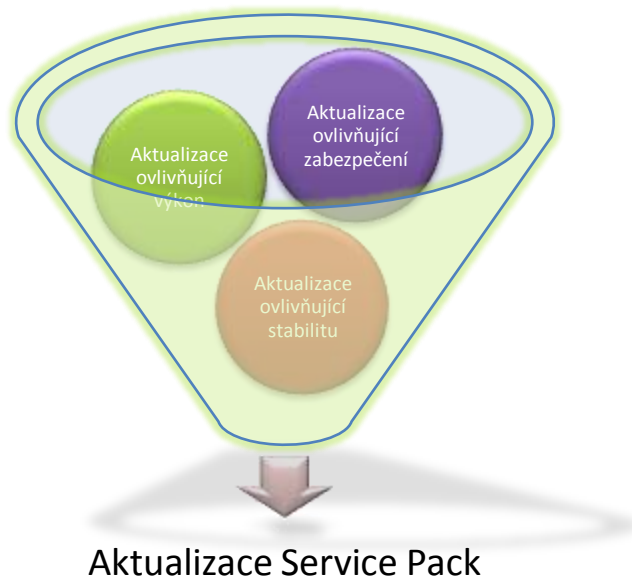 Aktualizace
ovlivňující
zabezpečení
Aktualizace
ovlivňující
výkon
Aktualizace
ovlivňující
stabilitu
Aktualizace Service Pack